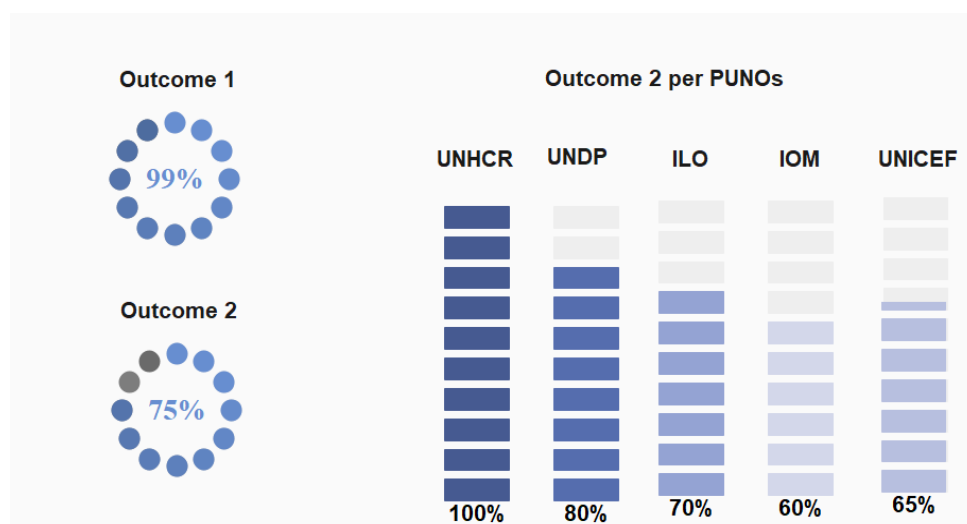 Outcome 1
99%
Outcome 2
75%
Outcome 2 per PUNOs
UNHCR UNDP ILO IOM UNICEF
100% 80% 70% 60% 65%